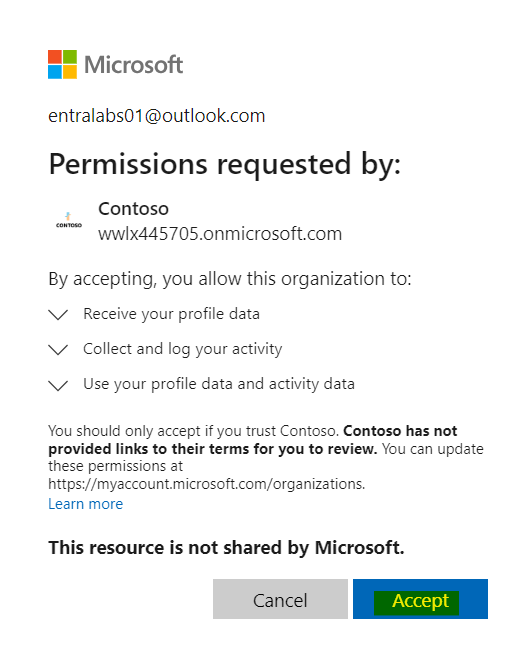 Microsoft
entralabs01@outlook.com
Permissions requested by:
CONTOSO
Contoso
wwlx445705.onmicrosoft.com
By accepting, you allow this organization to:
Receive your profile data
Collect and log your activity
Use your profile data and activity data
You should only accept if you trust Contoso. Contoso has not
provided links to their terms for you to review. You can update
these permissions at
https://myaccount.microsoft.com/organizations.
Learn more
This resource is not shared by Microsoft.
Cancel
Accept